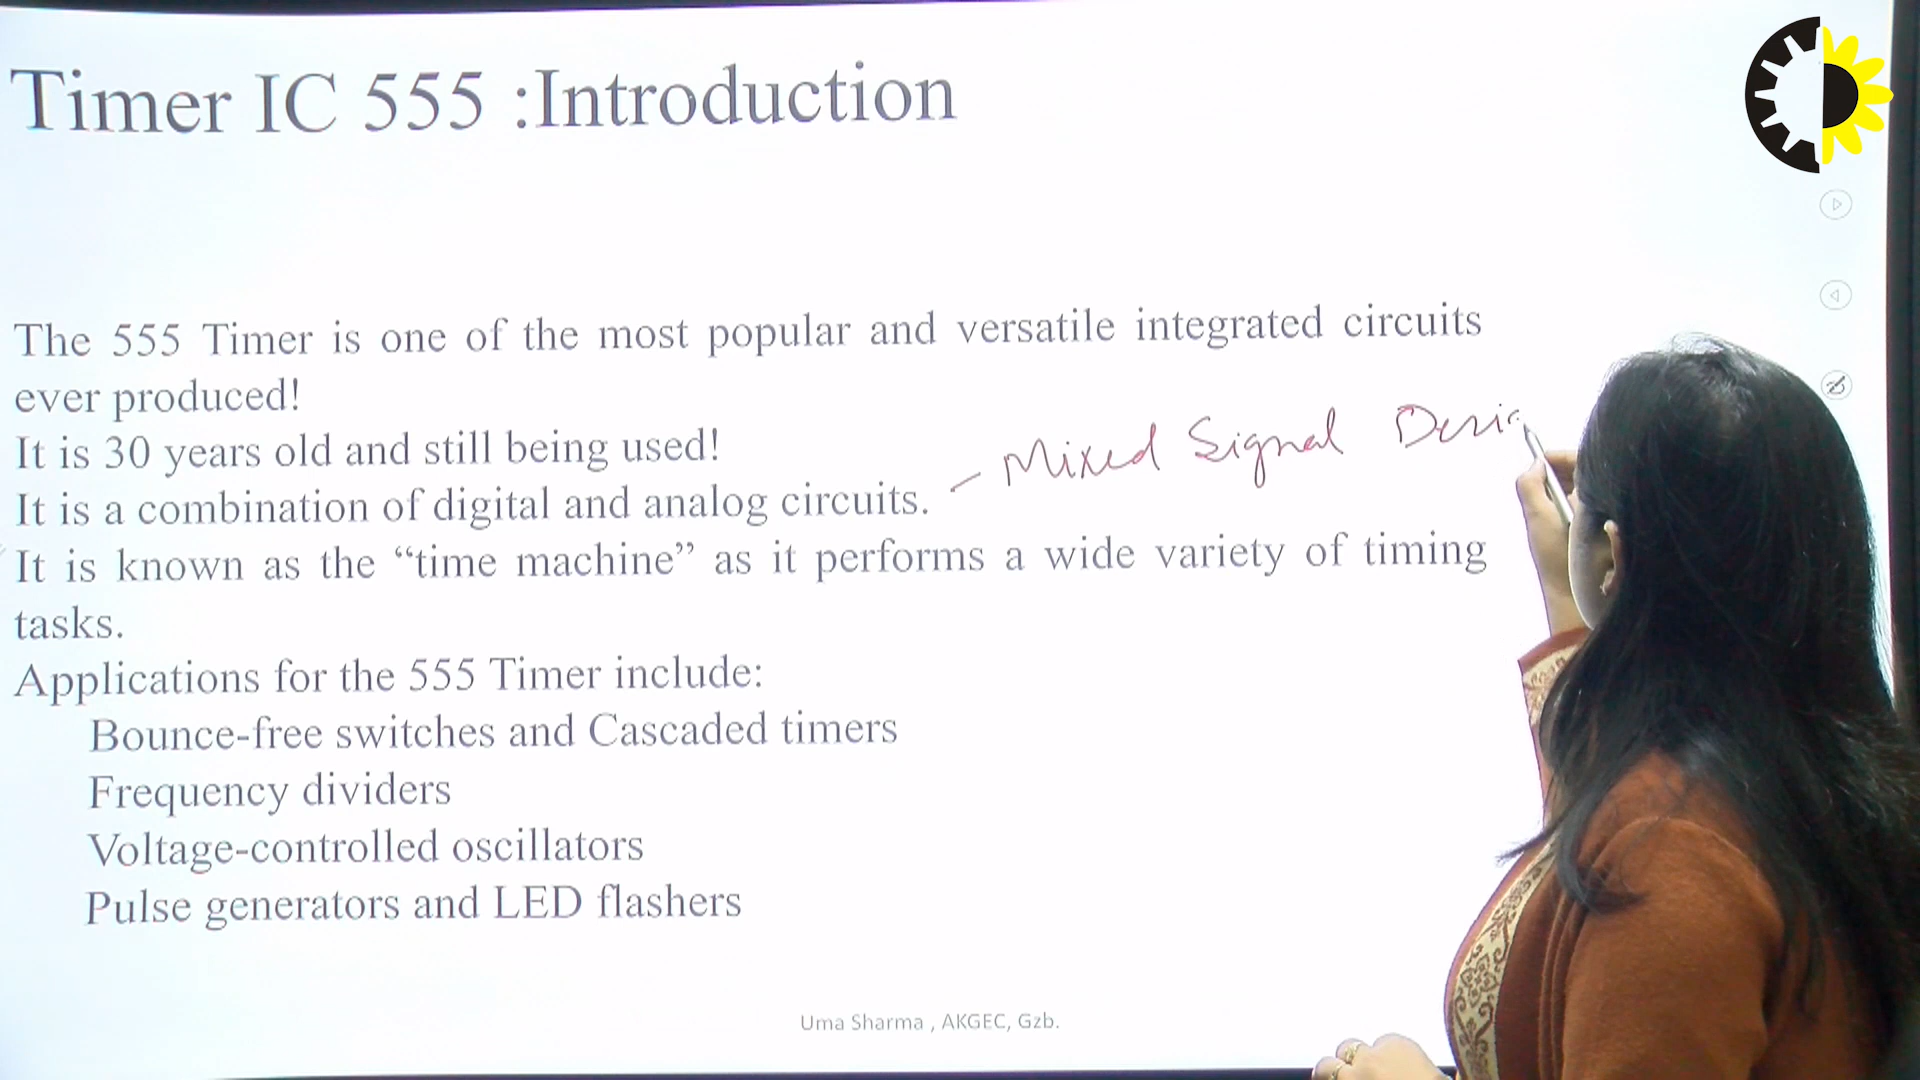 Timer IC 555 :Introduction
The 555 Timer is one of the most popular and versatile integrated circuits
ever produced!
It is 30 years old and still being used!
It is a combination of digital and analog circuits.
– Mixed Signal Desi
It is known as the “time machine” as it performs a wide variety of timing
tasks.
Applications for the 555 Timer include:
Bounce-free switches and Cascaded timers
Frequency dividers
Voltage-controlled oscillators
Pulse generators and LED flashers
Uma Sharma , AKGEC, Gzb.